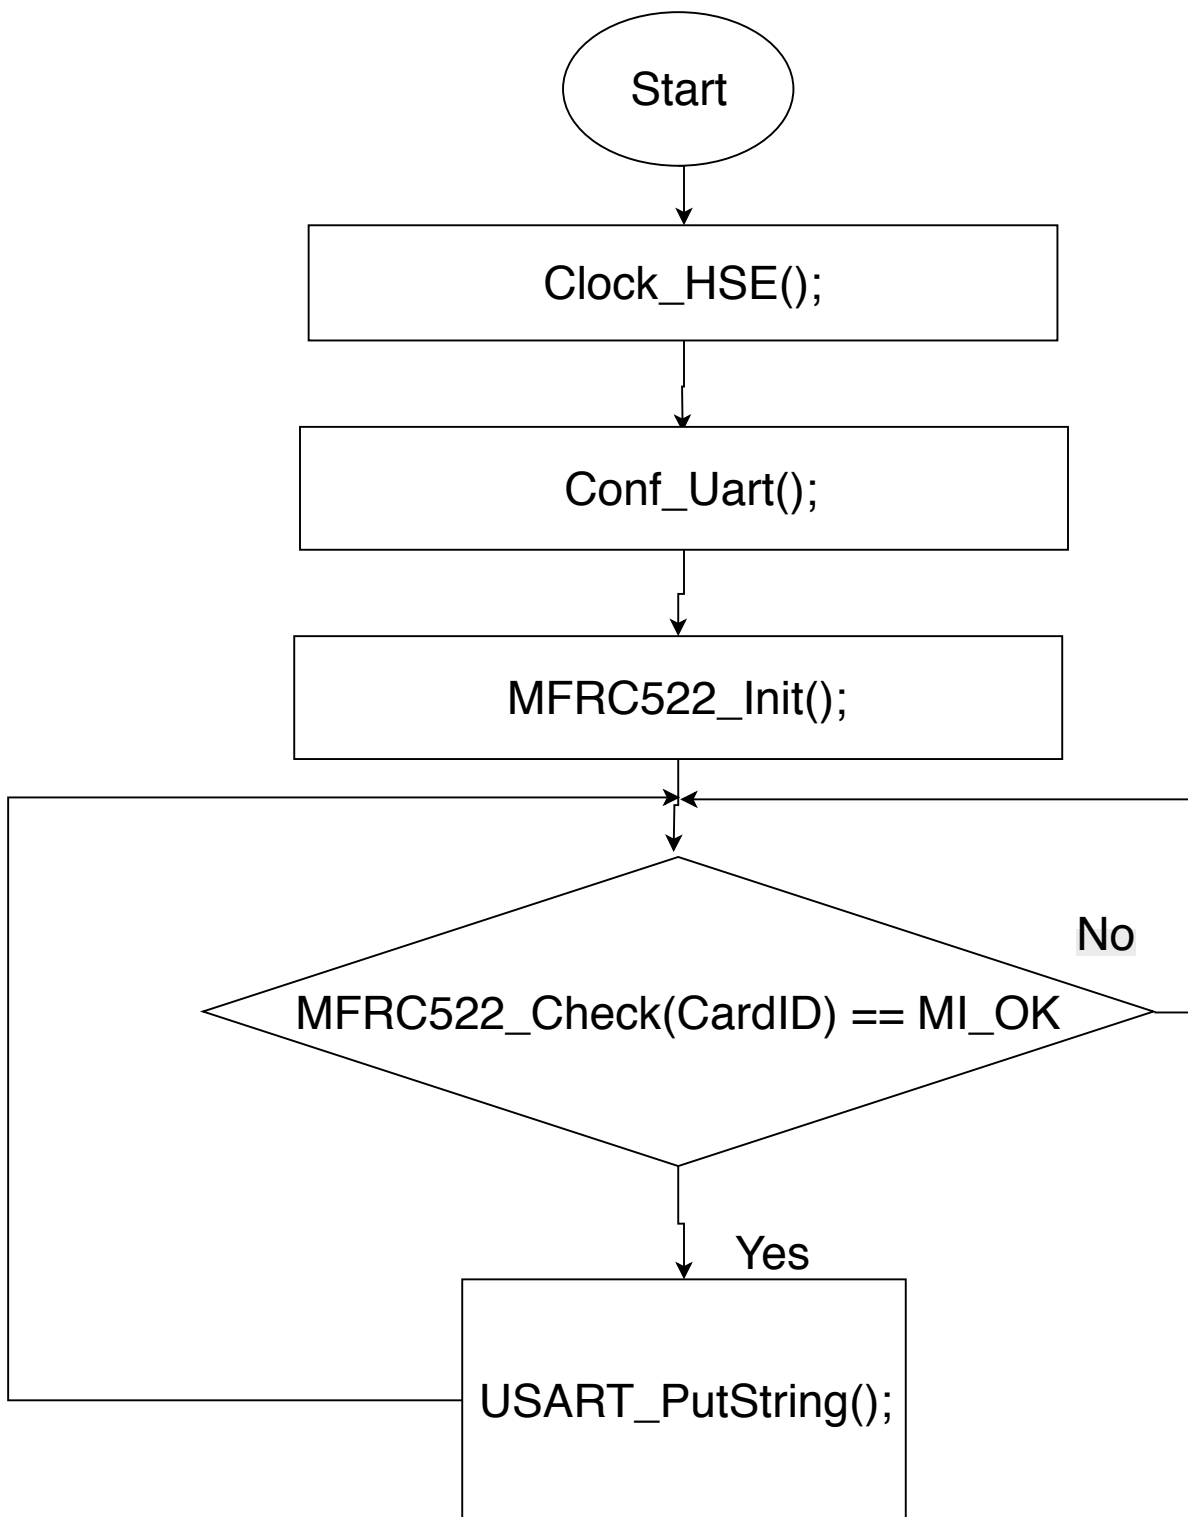 Start
Clock_HSE();
Conf_Uart();
MFRC522_Init();
No
MFRC522_Check(CardID) == MI_OK
Yes
USART_PutString();